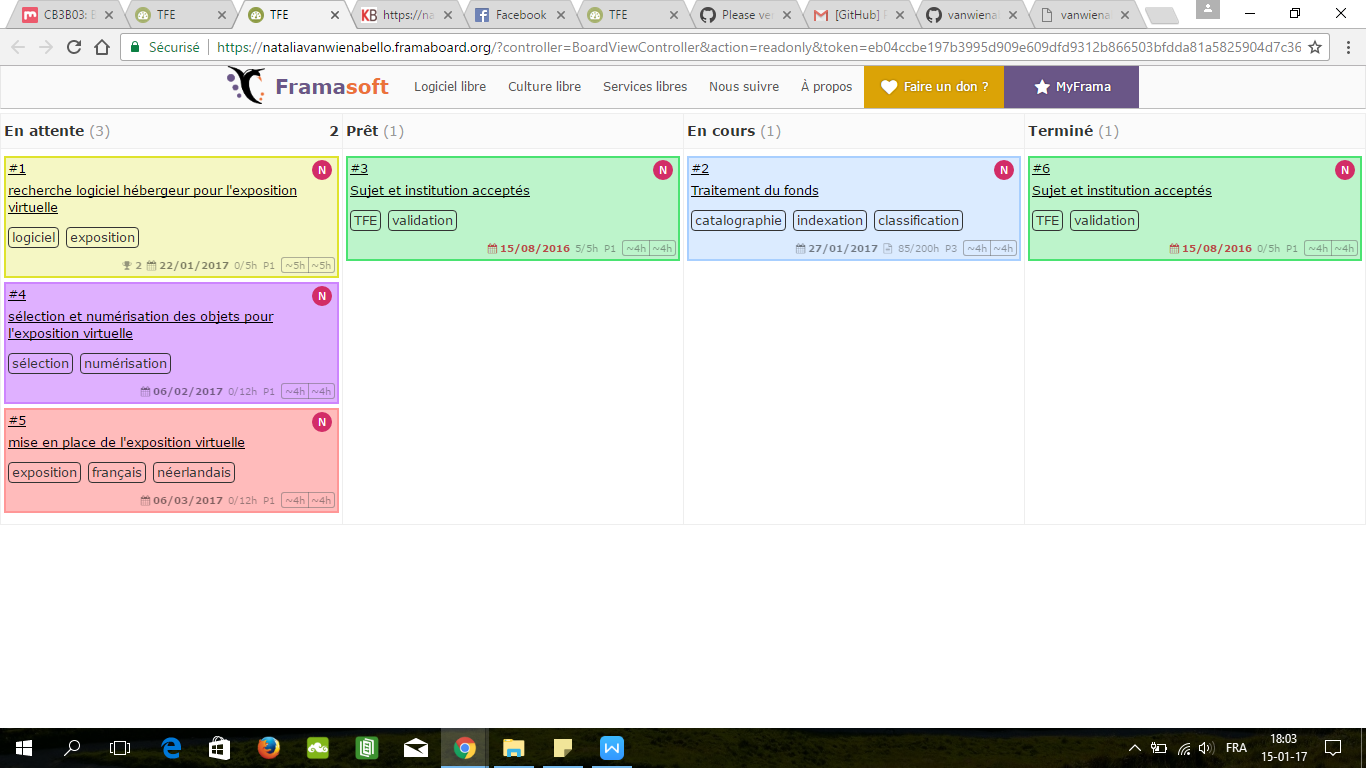 CB3B03: E
TFE
TFE
https://na
Facebook
TFE
Please ver
[GitHub]
vanwiena
vanwiena
Sécurisé https://nataliavanwienabello.framaboard.org/?controller=BoardViewController&action=readonly&token=eb04ccbe197b3995d909e609dfd9312b866503bfdda81a5825904d7c36
Framasoft Logiciel libre Culture libre Services libres Nous suivre À propos Faire un don ? MyFrama
En attente (3) 2
#1 N
recherche logiciel hébergeur pour l'exposition
virtuelle
logiciel exposition
2 22/01/2017 0/5h P1 ~5h ~5h
#4 N
sélection et numérisation des objets pour
l'exposition virtuelle
sélection numérisation
06/02/2017 0/12h P1 ~4h ~4h
#5 N
mise en place de l'exposition virtuelle
exposition français néerlandais
06/03/2017 0/12h P1 ~4h ~4h
Prêt (1)
#3 N
Sujet et institution acceptés
TFE validation
15/08/2016 5/5h P1 ~4h ~4h
En cours (1)
#2 N
Traitement du fonds
catalographie indexation classification
27/01/2017 85/200h P3 ~4h ~4h
Terminé (1)
#6 N
Sujet et institution acceptés
TFE validation
15/08/2016 0/5h P1 ~4h ~4h
FRA
18:03
15-01-17